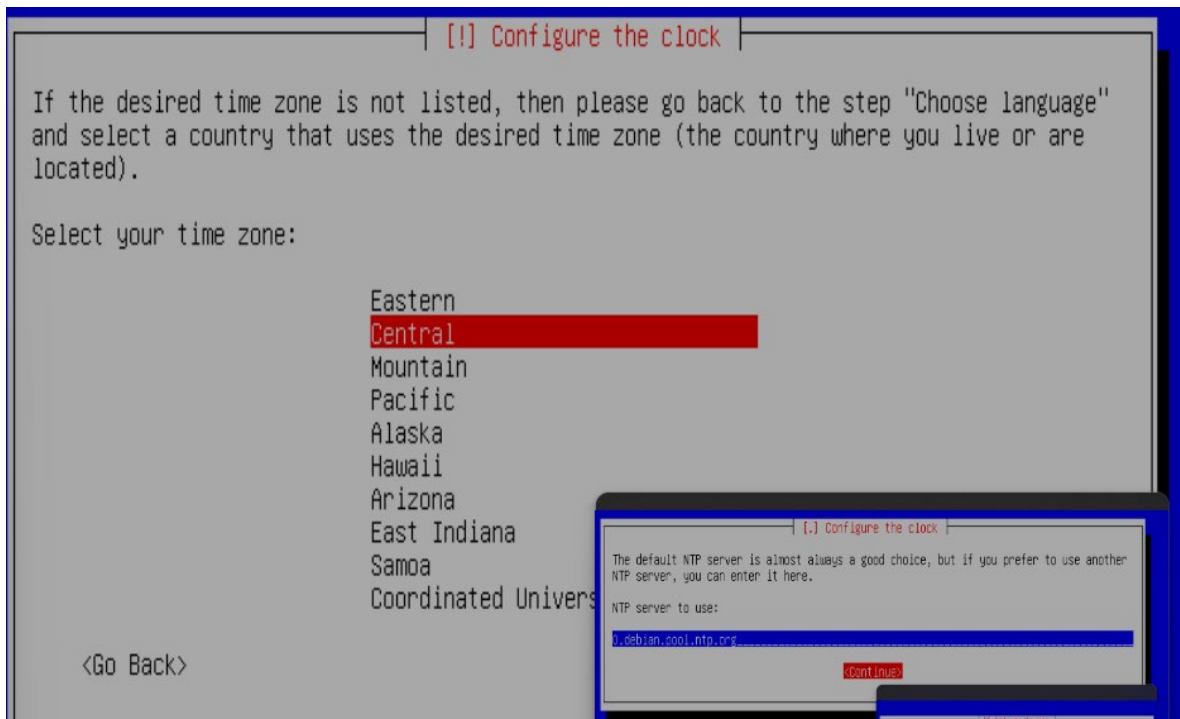 [!] Configure the clock
If the desired time zone is not listed, then please go back to the step "Choose language"
and select a country that uses the desired time zone (the country where you live or are
located).
Select your time zone:
Eastern
Central
Mountain
Pacific
Alaska
Hawaii
Arizona
East Indiana
Samoa
Coordinated Univers
<Go Back>
[.] Configure the clock
The default NTP server is almost always a good choice, but if you prefer to use another
NTP server, you can enter it here.
NTP server to use:
0.debian.pool.ntp.org
<Continue>